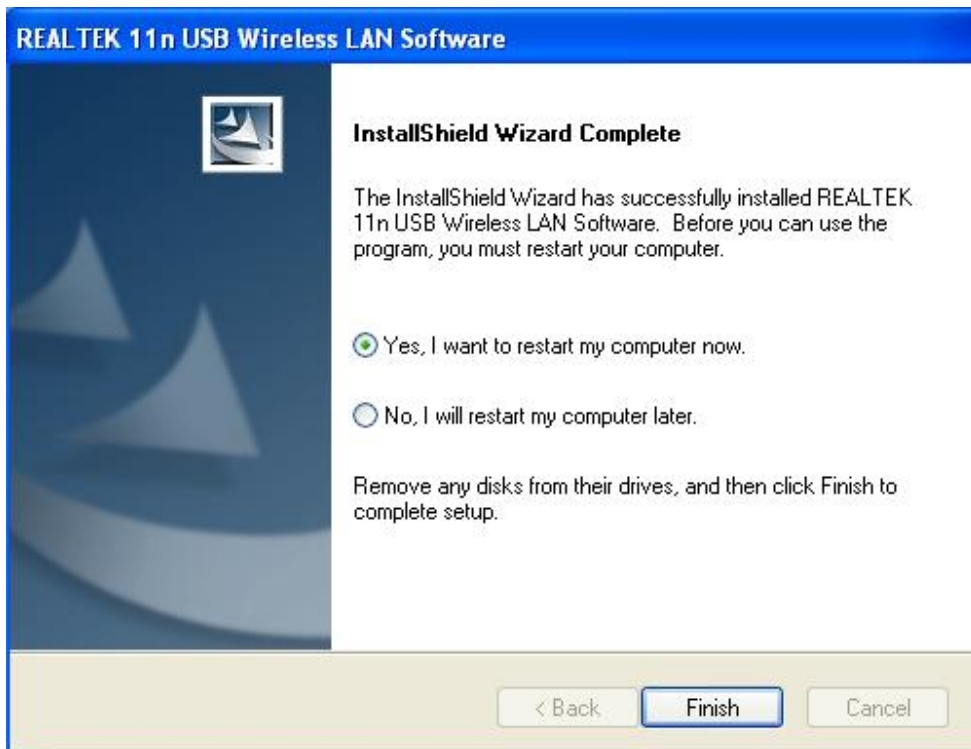 REALTEK 11n USB Wireless LAN Software
InstallShield Wizard Complete
The InstallShield Wizard has successfully installed REALTEK
11n USB Wireless LAN Software.  Before you can use the
program, you must restart your computer.
Yes, I want to restart my computer now.
No, I will restart my computer later.
Remove any disks from their drives, and then click Finish to
complete setup.
< Back
Finish
Cancel